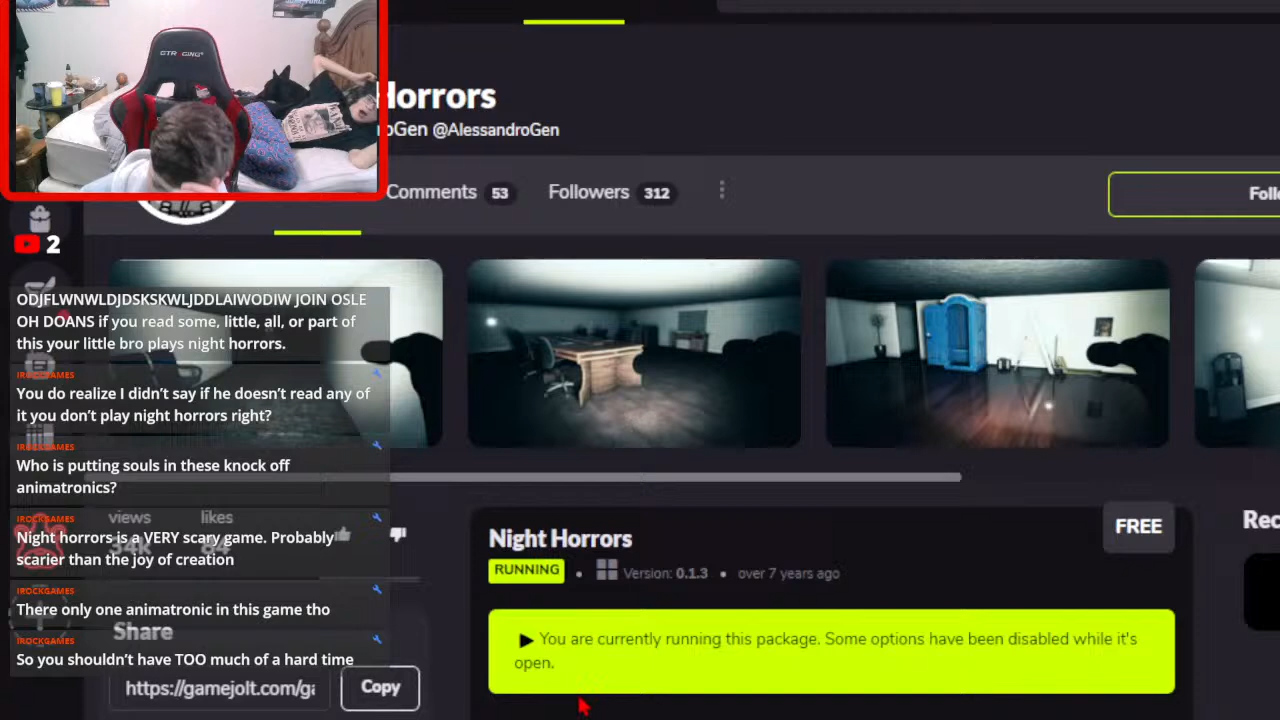 GTRACING
Horrors
roGen @AlessandroGen
Comments 53 Followers 312
Follo
2
ODJFLWNWLDJDSKSKWLJDDLAIWODIW JOIN OSLE
OH DOANS if you read some, little, all, or part of
this your little bro plays night horrors.
IROCKGAMES
You do realize I didn't say if he doesn't read any of
it you don't play night horrors right?
IROCKGAMES
Who is putting souls in these knock off
animatronics?
IROCKGAMES
Night horrors is a VERY scary game. Probably
scarier than the joy of creation
IROCKGAMES
There only one animatronic in this game tho
IROCKGAMES
So you shouldn't have TOO much of a hard time
views likes
34k 84
Share
https://gamejolt.com/ga
Copy
Night Horrors
FREE
RUNNING • Version: 0.1.3 • over 7 years ago
You are currently running this package. Some options have been disabled while it's
open.
Rec